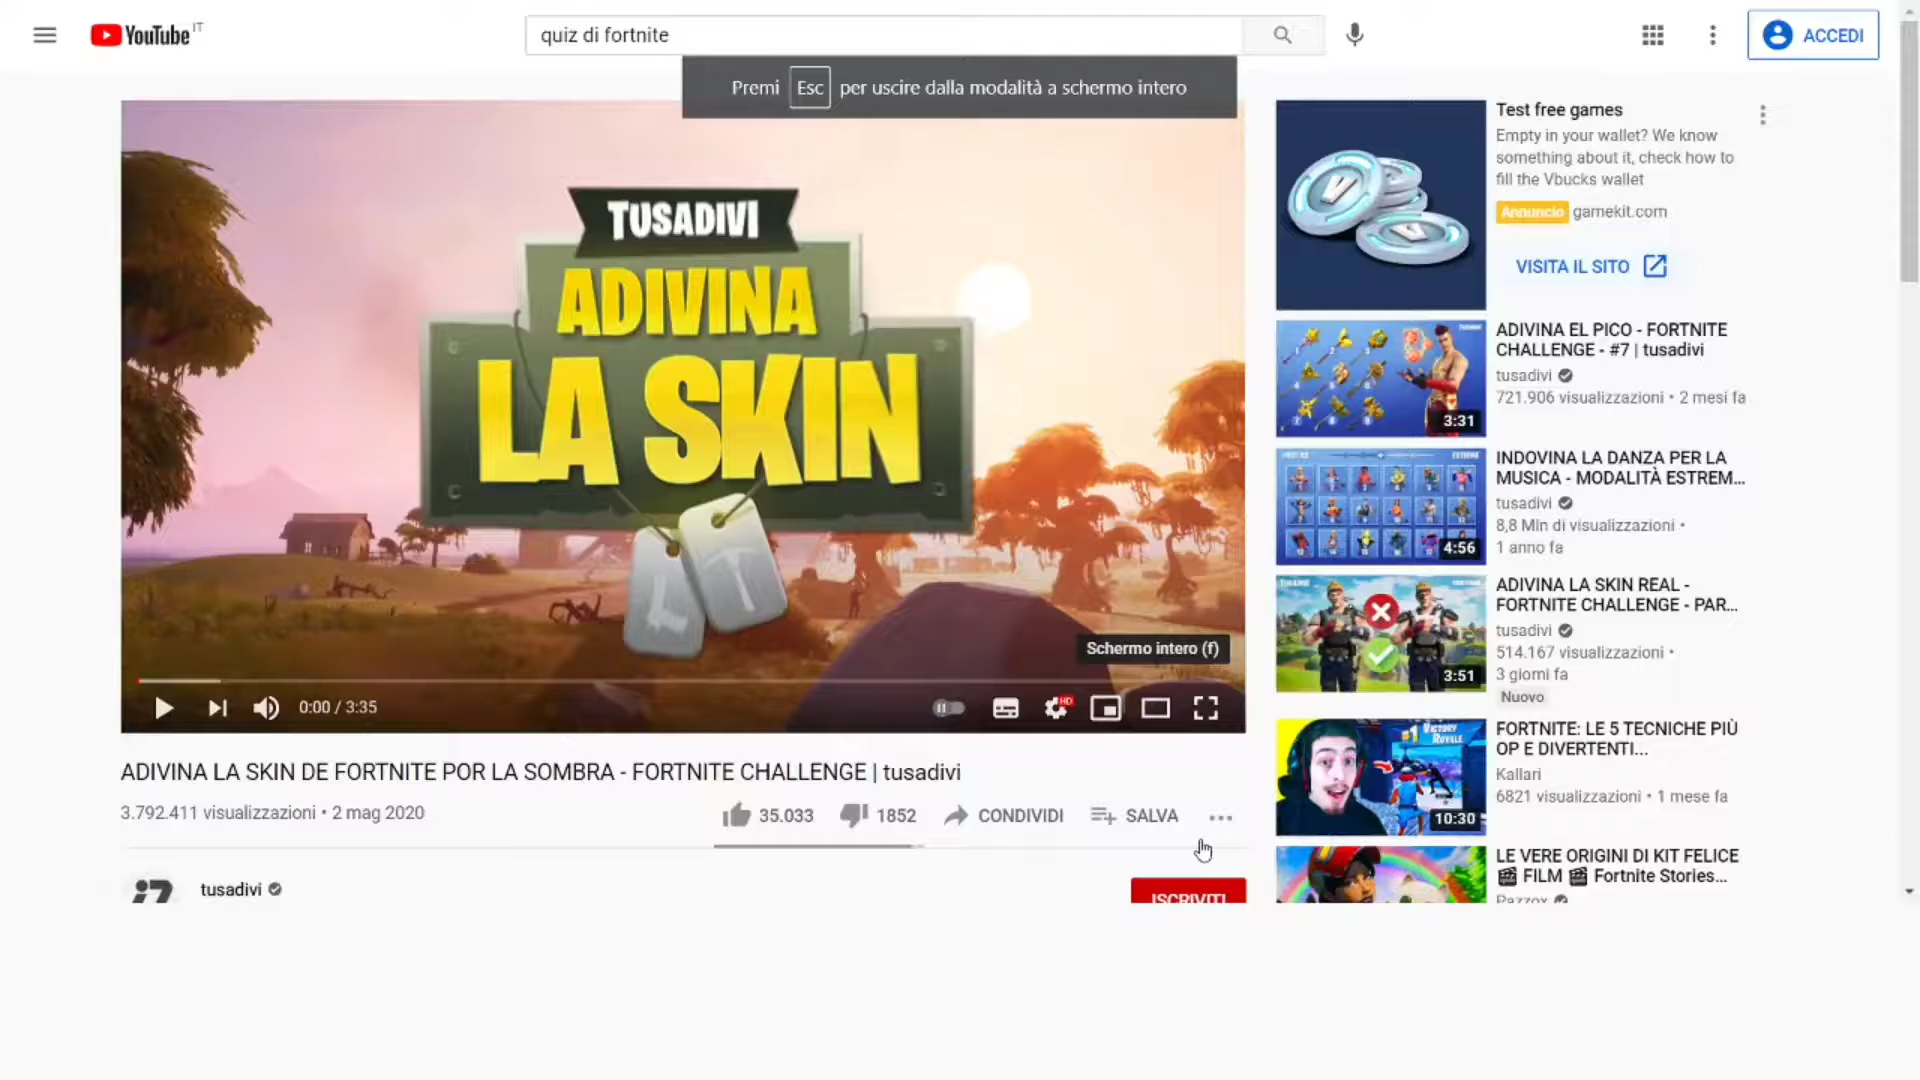 YouTube IT
quiz di fortnite
ACCEDI
Premi Esc per uscire dalla modalità a schermo intero
TUSADIVI
ADIVINA
LA SKIN
Schermo intero (f)
0:00 / 3:35
HD
ADIVINA LA SKIN DE FORTNITE POR LA SOMBRA - FORTNITE CHALLENGE | tusadivi
3.792.411 visualizzazioni • 2 mag 2020
35.033
1852
CONDIVIDI
SALVA
tusadivi
ISCRIVITI
Test free games
Empty in your wallet? We know
something about it, check how to
fill the Vbucks wallet
Annuncio gamekit.com
VISITA IL SITO
3:31
ADIVINA EL PICO - FORTNITE
CHALLENGE - #7 | tusadivi
tusadivi
721.906 visualizzazioni • 2 mesi fa
4:56
INDOVINA LA DANZA PER LA
MUSICA - MODALITÀ ESTREM...
tusadivi
8,8 Mln di visualizzazioni •
1 anno fa
3:51
ADIVINA LA SKIN REAL -
FORTNITE CHALLENGE - PAR...
tusadivi
514.167 visualizzazioni •
3 giorni fa
Nuovo
#1 VICTORY
ROYALE
10:30
FORTNITE: LE 5 TECNICHE PIÙ
OP E DIVERTENTI...
Kallari
6821 visualizzazioni • 1 mese fa
LE VERE ORIGINI DI KIT FELICE
🎬 FILM 🎬 Fortnite Stories...
Pazzox